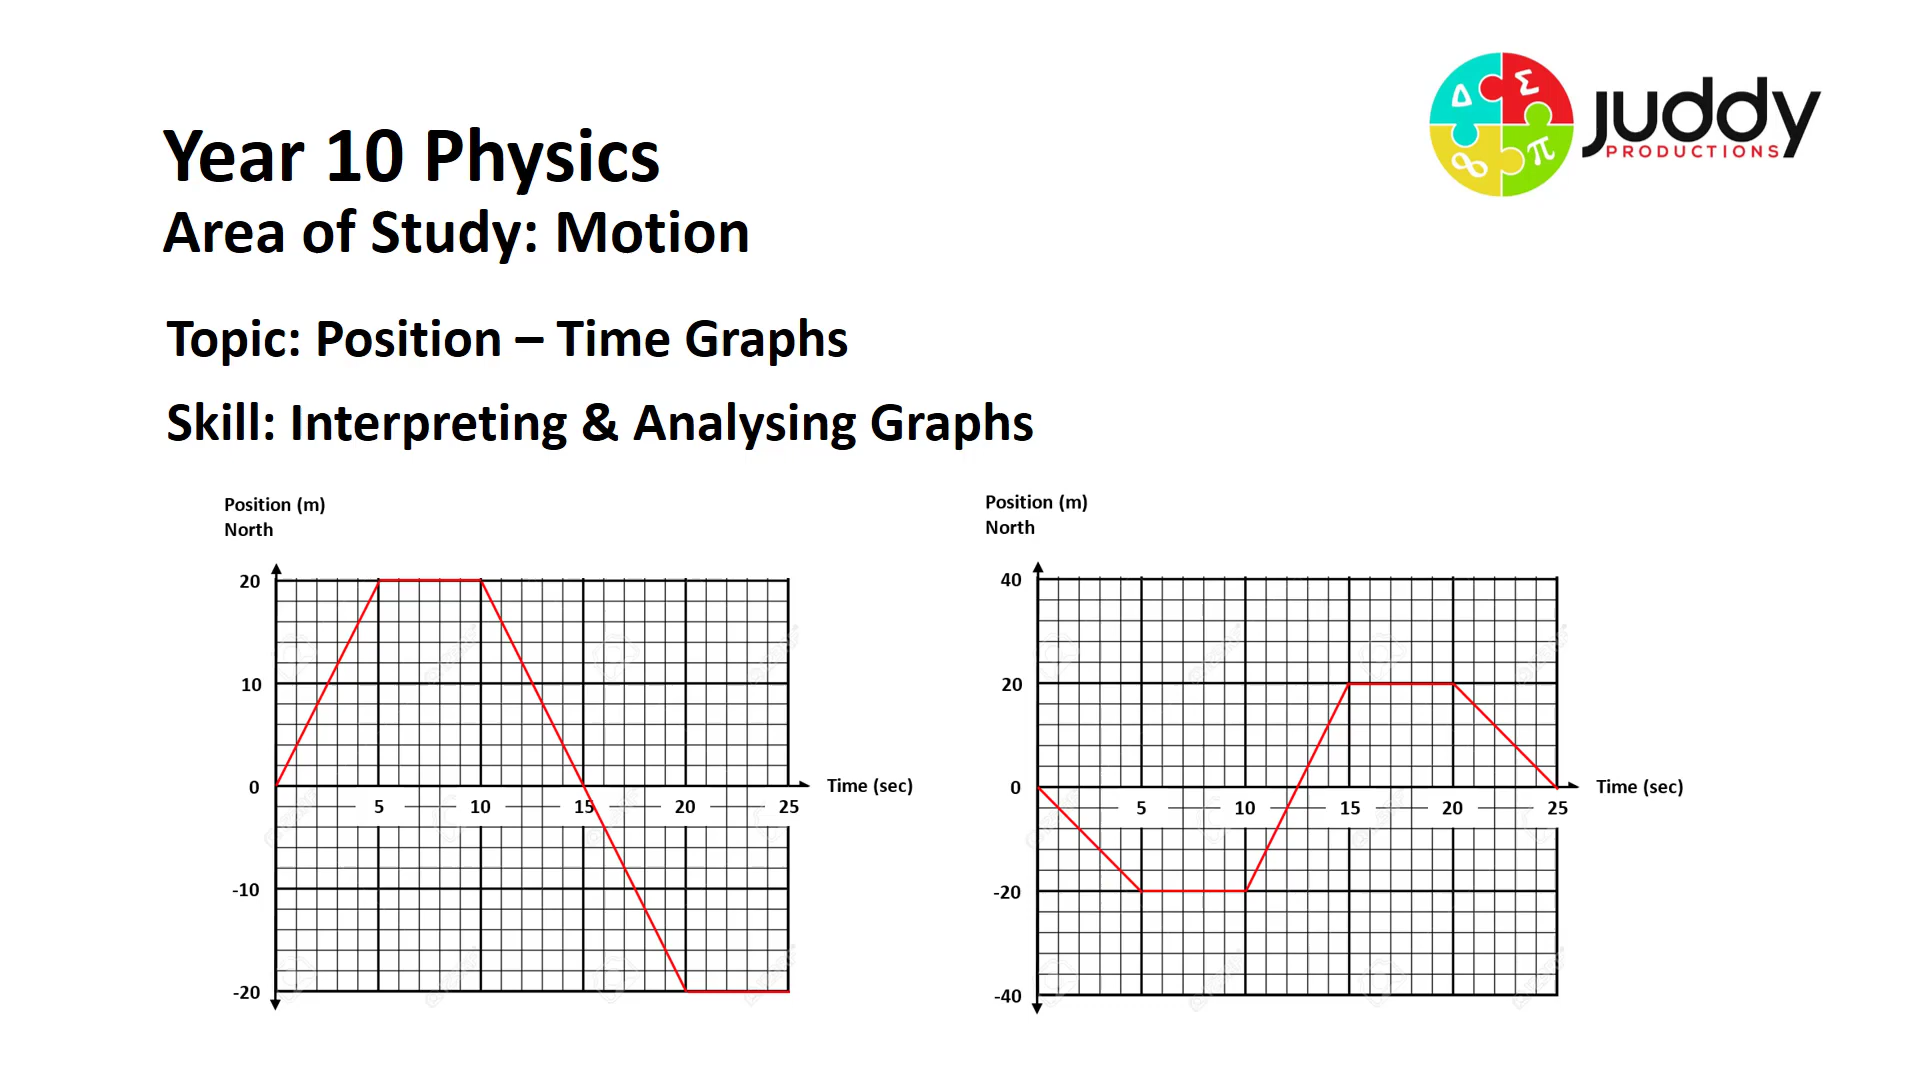 Δ Σ
∞ π
juddy
PRODUCTIONS
Year 10 Physics
Area of Study: Motion
Topic: Position – Time Graphs
Skill: Interpreting & Analysing Graphs
Position (m)
North
20
10
0
-10
-20
5 10 15 20 25
Time (sec)
Position (m)
North
40
20
0
-20
-40
5 10 15 20 25
Time (sec)